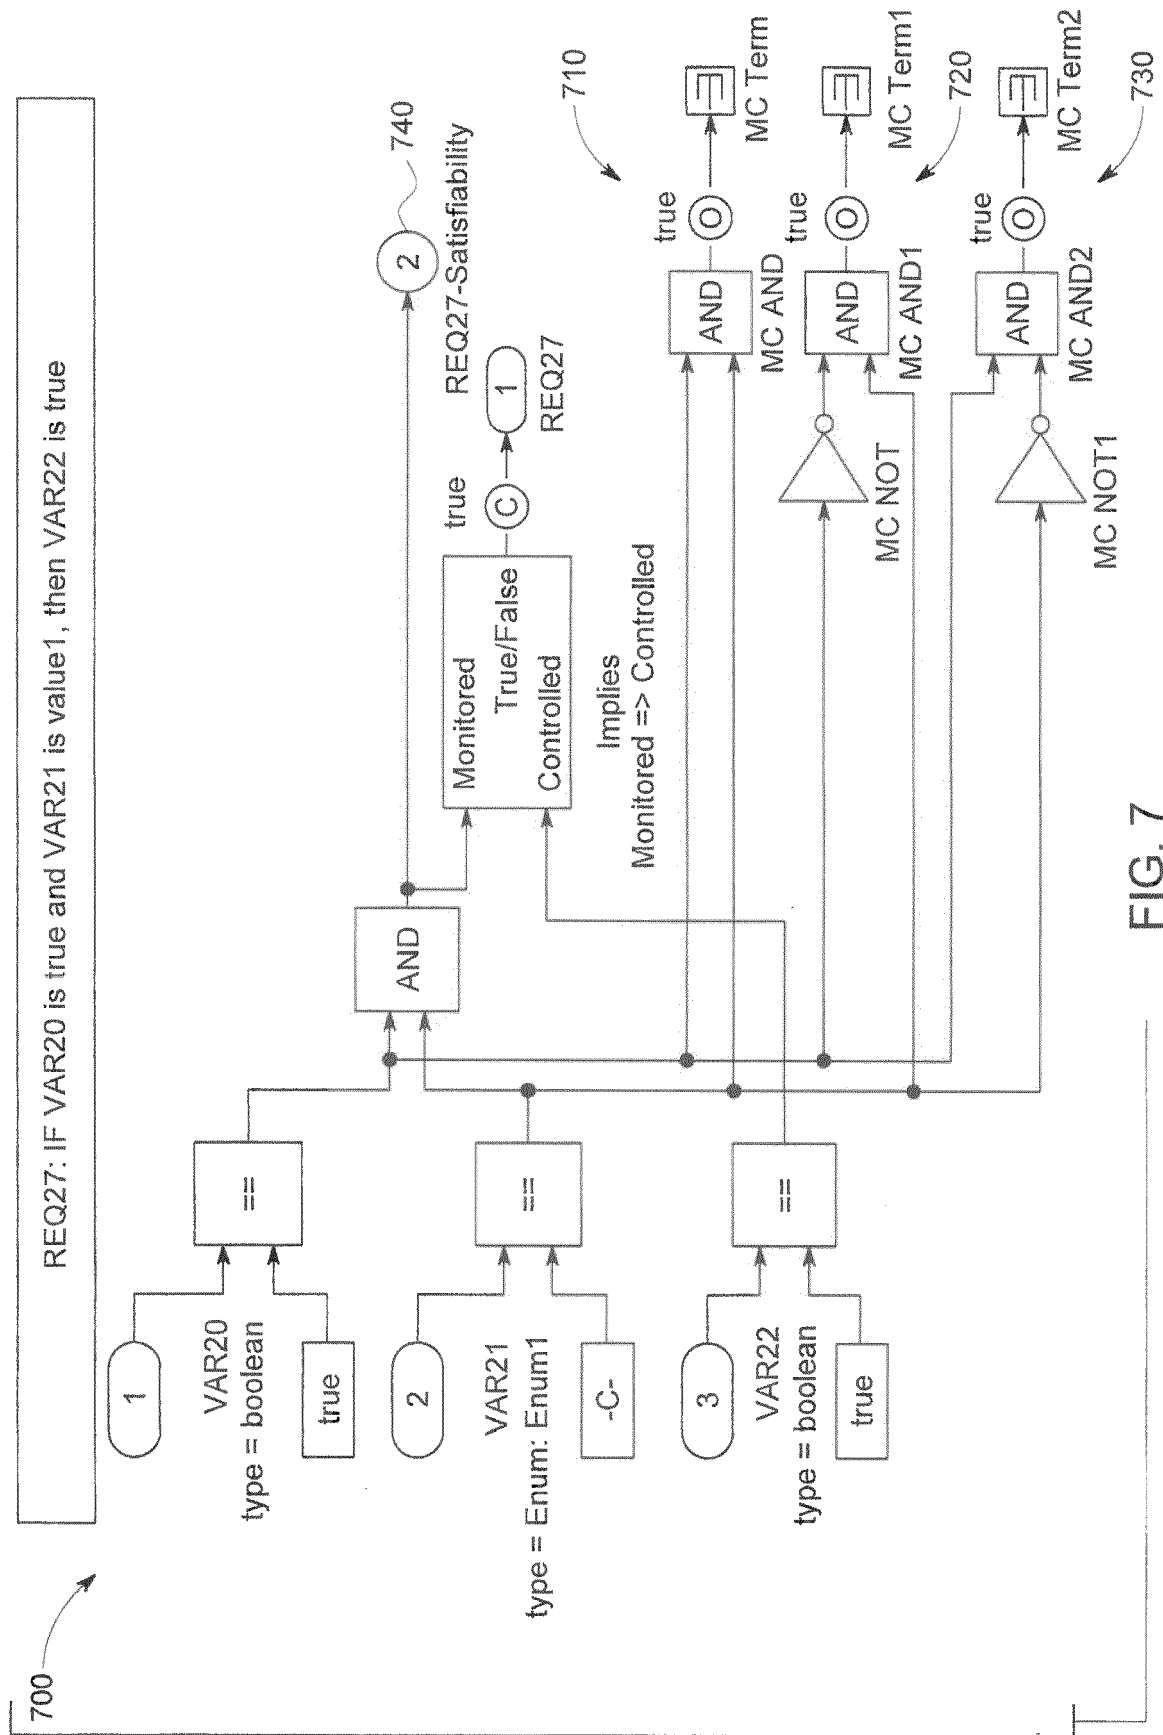 700
REQ27: IF VAR20 is true and VAR21 is value1, then VAR22 is true
1
VAR20
type = boolean
true
==
2
VAR21
type = Enum: Enum1
-C-
==
3
VAR22
type = boolean
true
==
AND
2
740
REQ27-Satisfiability
Monitored
True/False
Controlled
true
C
1
REQ27
Implies
Monitored => Controlled
710
AND
MC AND
true
O
MC Term
MC NOT
AND
MC AND1
true
O
MC Term1
720
MC NOT1
AND
MC AND2
true
O
MC Term2
730
FIG. 7